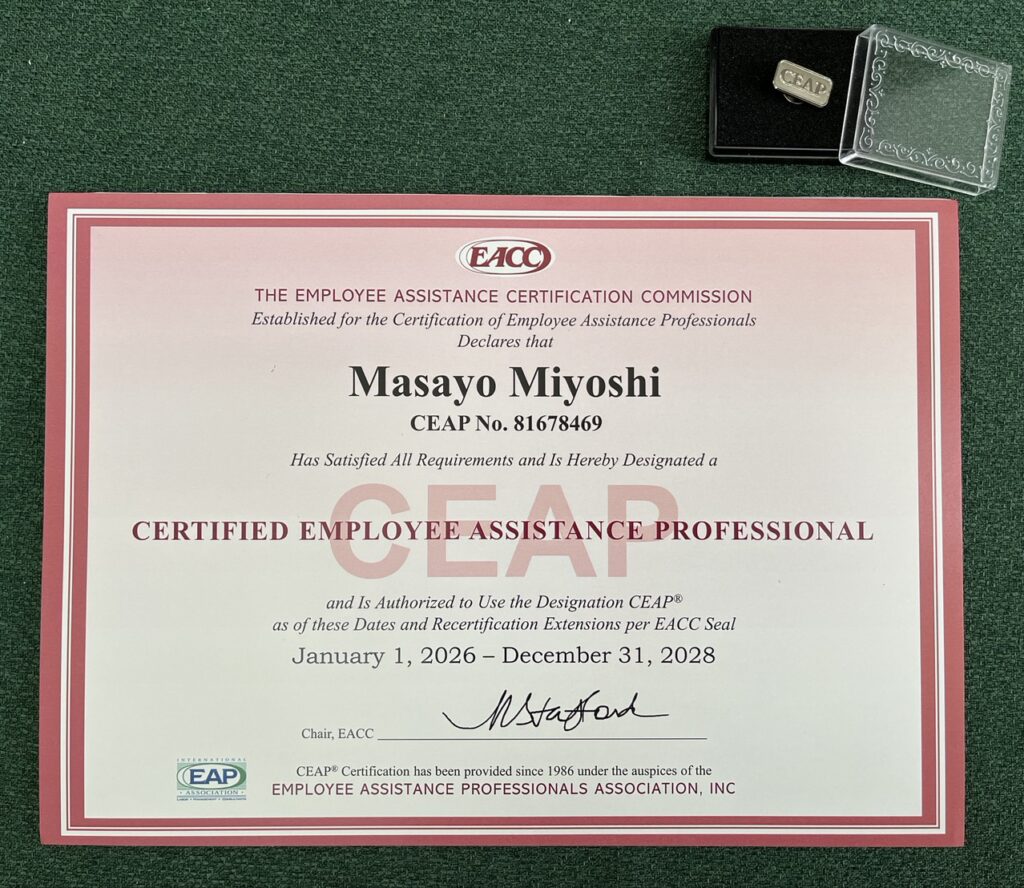 CEAP
EACC
THE EMPLOYEE ASSISTANCE CERTIFICATION COMMISSION
Established for the Certification of Employee Assistance Professionals
Declares that
Masayo Miyoshi
CEAP No. 81678469
Has Satisfied All Requirements and Is Hereby Designated a
CEAP
CERTIFIED EMPLOYEE ASSISTANCE PROFESSIONAL
and Is Authorized to Use the Designation CEAP®
as of these Dates and Recertification Extensions per EACC Seal
January 1, 2026 – December 31, 2028
Chair, EACC
INTERNATIONAL
EAP
ASSOCIATION
CEAP® Certification has been provided since 1986 under the auspices of the
EMPLOYEE ASSISTANCE PROFESSIONALS ASSOCIATION, INC